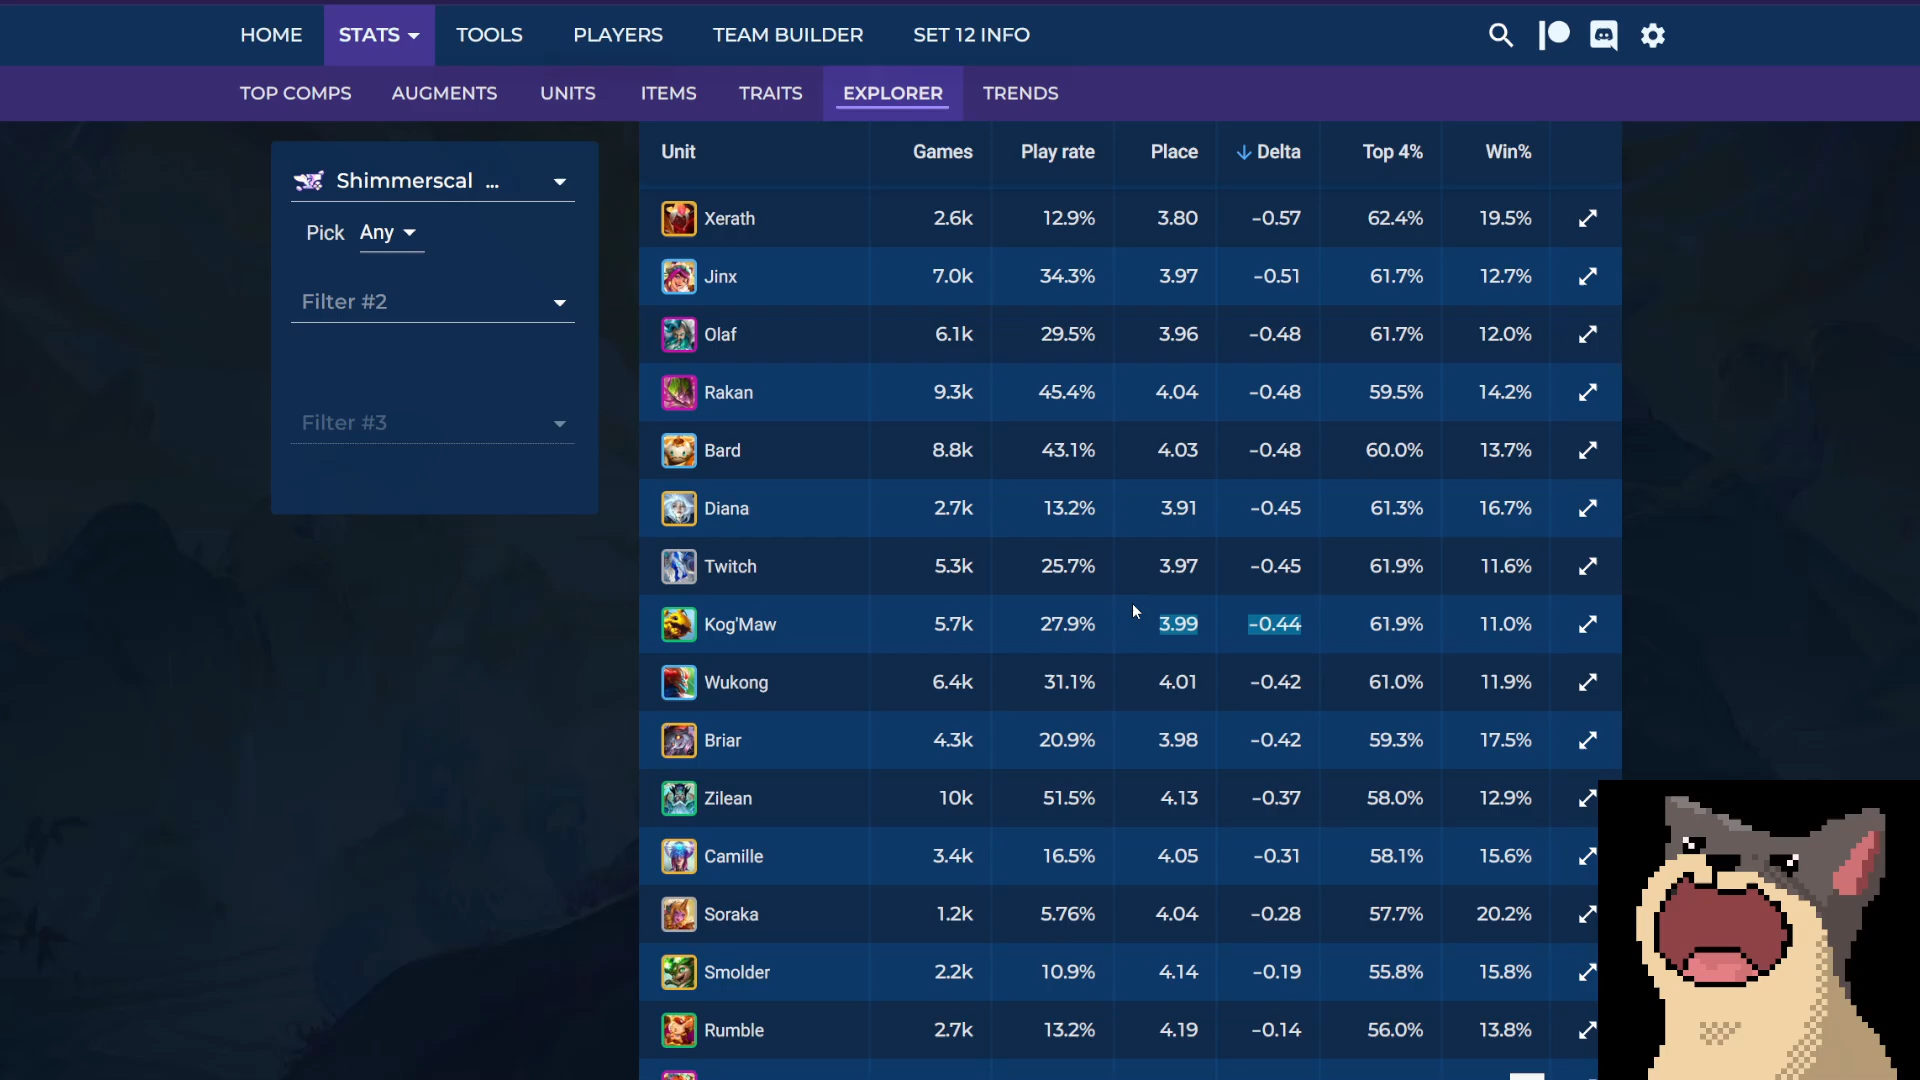 HOME STATS TOOLS PLAYERS TEAM BUILDER SET 12 INFO
TOP COMPS AUGMENTS UNITS ITEMS TRAITS EXPLORER TRENDS
Shimmerscal ...
Pick Any
Filter #2
Filter #3
Unit Games Play rate Place Delta Top 4% Win%
Xerath 2.6k 12.9% 3.80 -0.57 62.4% 19.5%
Jinx 7.0k 34.3% 3.97 -0.51 61.7% 12.7%
Olaf 6.1k 29.5% 3.96 -0.48 61.7% 12.0%
Rakan 9.3k 45.4% 4.04 -0.48 59.5% 14.2%
Bard 8.8k 43.1% 4.03 -0.48 60.0% 13.7%
Diana 2.7k 13.2% 3.91 -0.45 61.3% 16.7%
Twitch 5.3k 25.7% 3.97 -0.45 61.9% 11.6%
Kog'Maw 5.7k 27.9% 3.99 -0.44 61.9% 11.0%
Wukong 6.4k 31.1% 4.01 -0.42 61.0% 11.9%
Briar 4.3k 20.9% 3.98 -0.42 59.3% 17.5%
Zilean 10k 51.5% 4.13 -0.37 58.0% 12.9%
Camille 3.4k 16.5% 4.05 -0.31 58.1% 15.6%
Soraka 1.2k 5.76% 4.04 -0.28 57.7% 20.2%
Smolder 2.2k 10.9% 4.14 -0.19 55.8% 15.8%
Rumble 2.7k 13.2% 4.19 -0.14 56.0% 13.8%